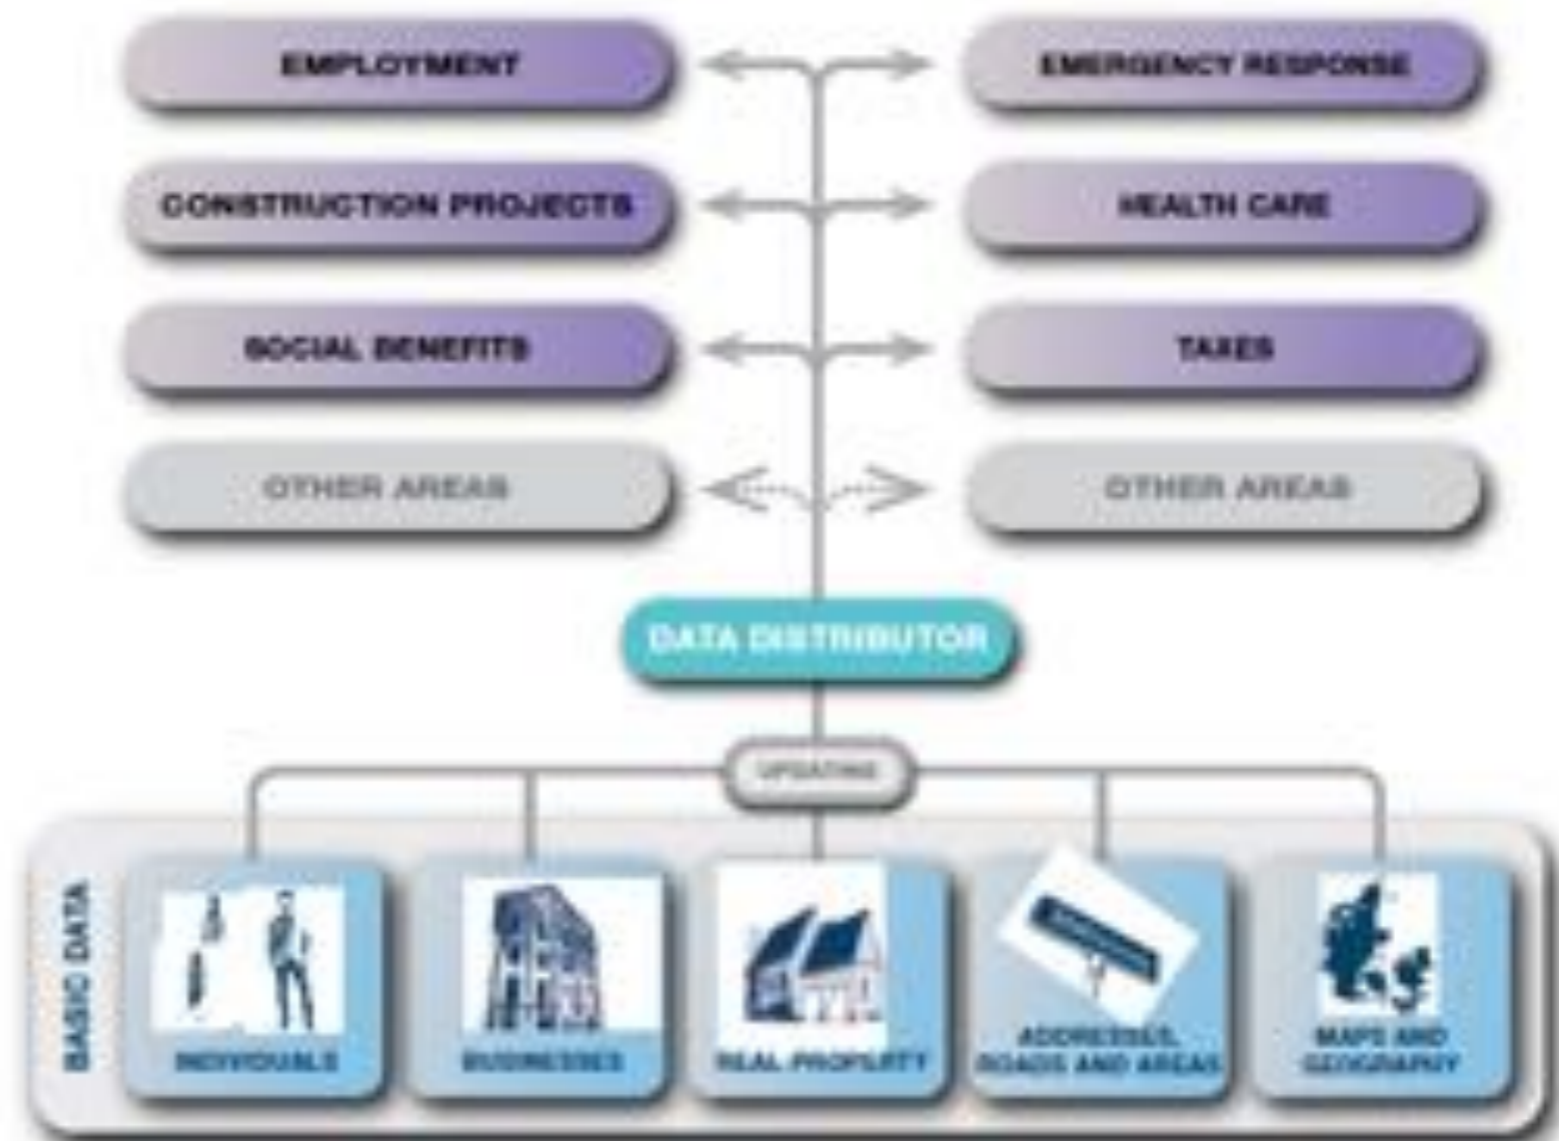 EMPLOYMENT
EMERGENCY RESPONSE
CONSTRUCTION PROJECTS
HEALTH CARE
SOCIAL BENEFITS
TAXES
OTHER AREAS
OTHER AREAS
DATA DISTRIBUTOR
UPDATING
BASIC DATA
INDIVIDUALS
BUSINESSES
REAL PROPERTY
ADDRESSES,
ROADS AND AREAS
MAPS AND
GEOGRAPHY